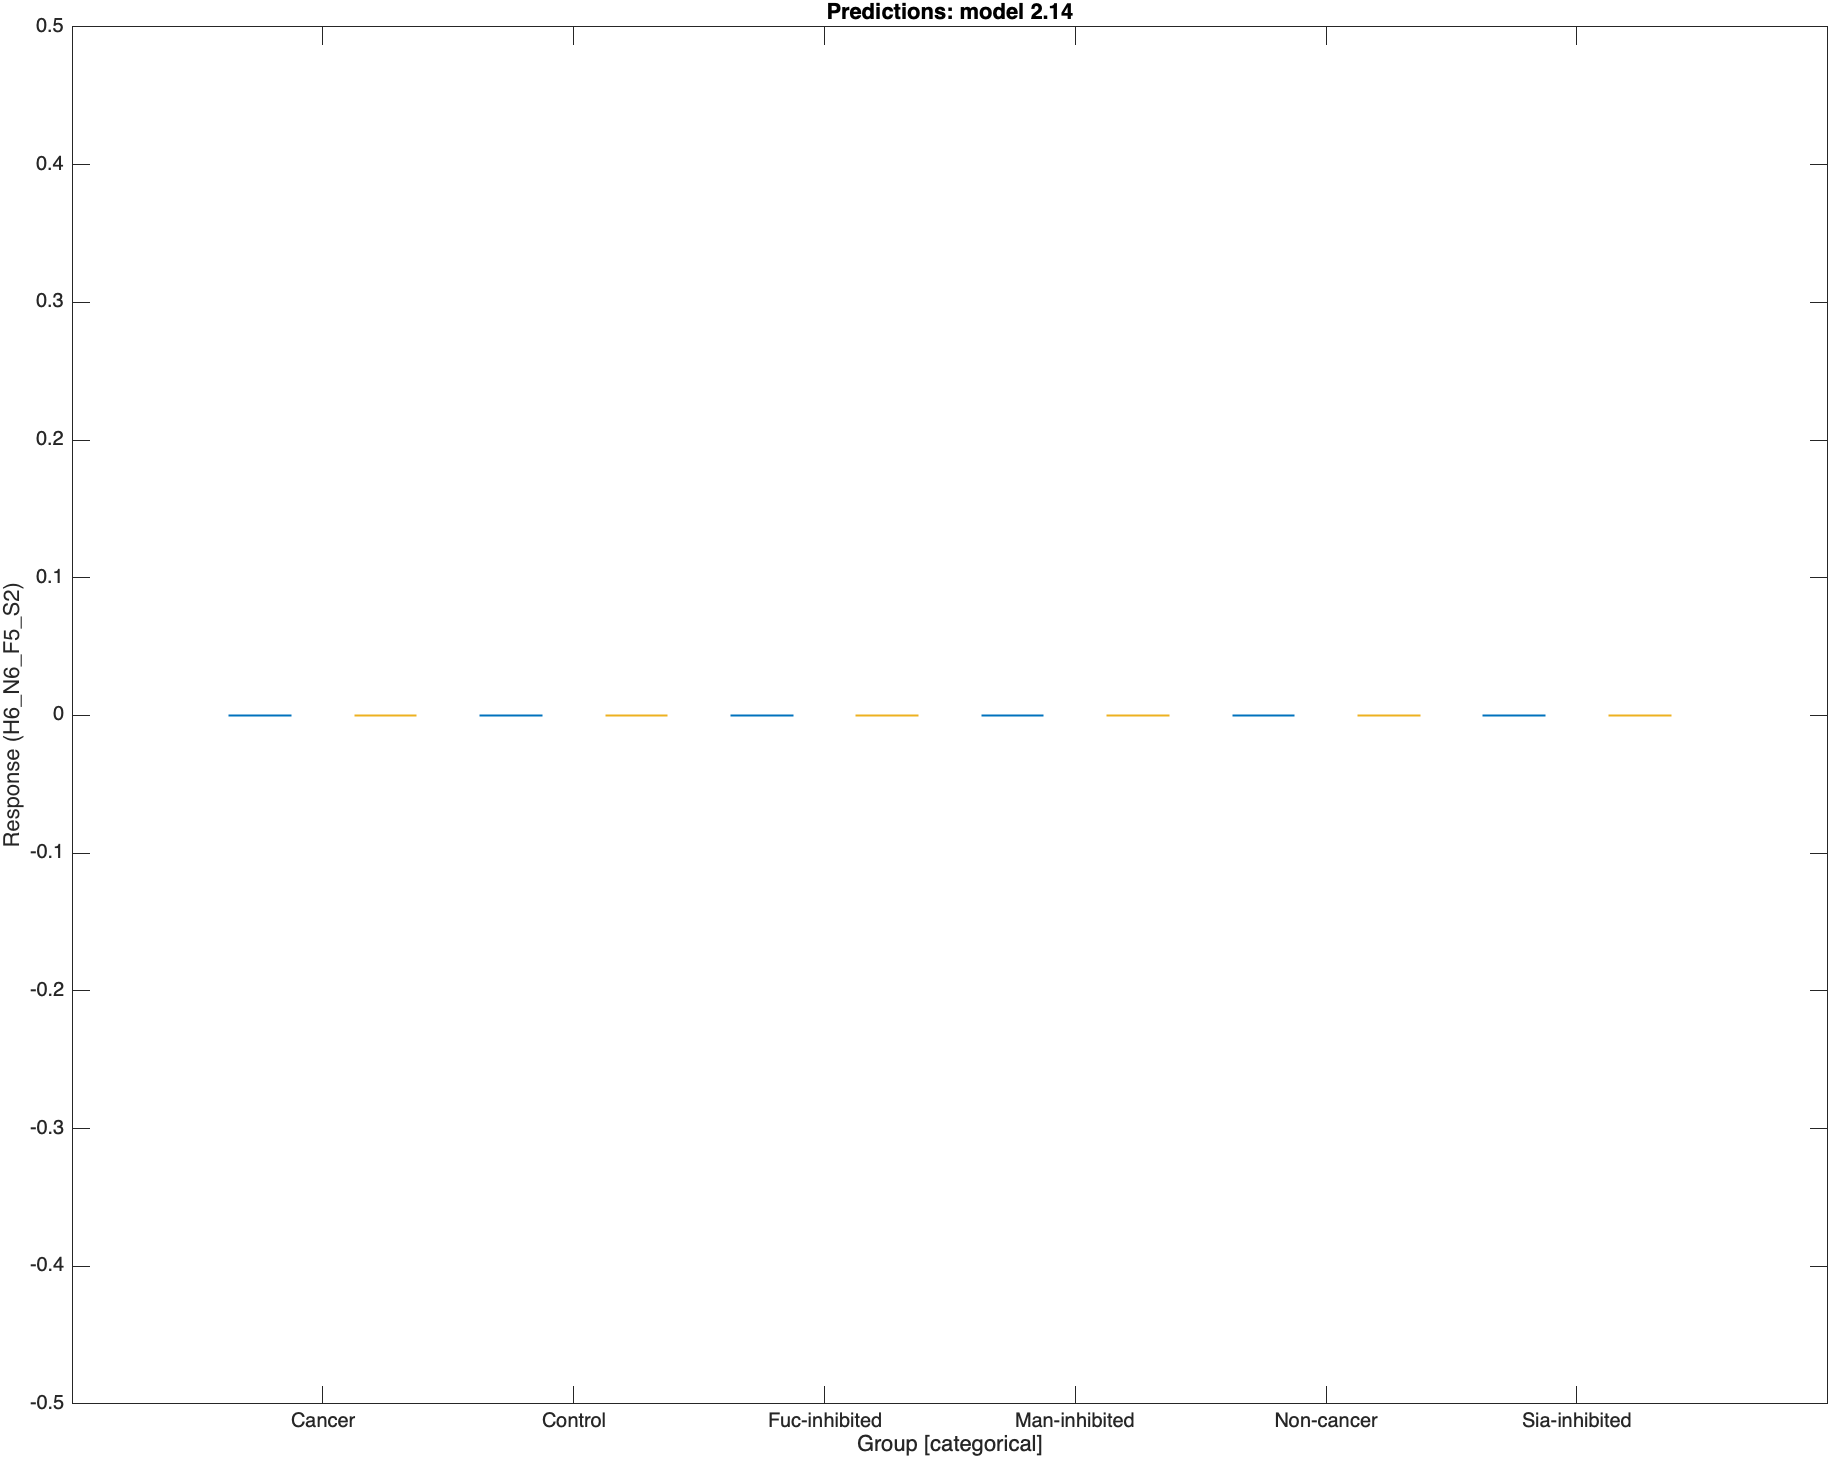 Predictions: model 2.14
0.5
0.4
0.3
0.2
0.1
0
-0.1
-0.2
-0.3
-0.4
-0.5
Response (H6_N6_F5_S2)
Cancer Control Fuc-inhibited Man-inhibited Non-cancer Sia-inhibited
Group [categorical]